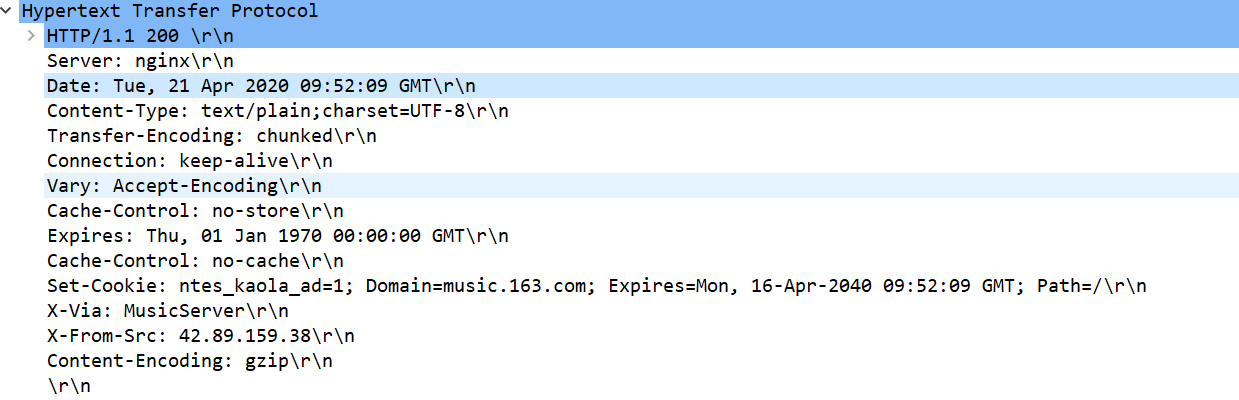 Hypertext Transfer Protocol
HTTP/1.1 200 \r\n
Server: nginx\r\n
Date: Tue, 21 Apr 2020 09:52:09 GMT\r\n
Content-Type: text/plain;charset=UTF-8\r\n
Transfer-Encoding: chunked\r\n
Connection: keep-alive\r\n
Vary: Accept-Encoding\r\n
Cache-Control: no-store\r\n
Expires: Thu, 01 Jan 1970 00:00:00 GMT\r\n
Cache-Control: no-cache\r\n
Set-Cookie: ntes_kaola_ad=1; Domain=music.163.com; Expires=Mon, 16-Apr-2040 09:52:09 GMT; Path=/\r\n
X-Via: MusicServer\r\n
X-From-Src: 42.89.159.38\r\n
Content-Encoding: gzip\r\n
\r\n